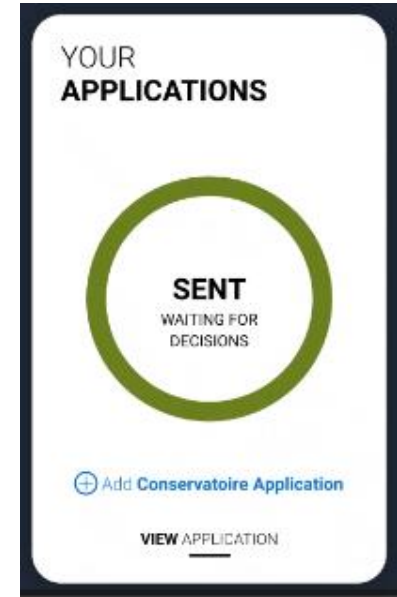 YOUR
APPLICATIONS
SENT
WAITING FOR
DECISIONS
Add Conservatoire Application
VIEW APPLICATION